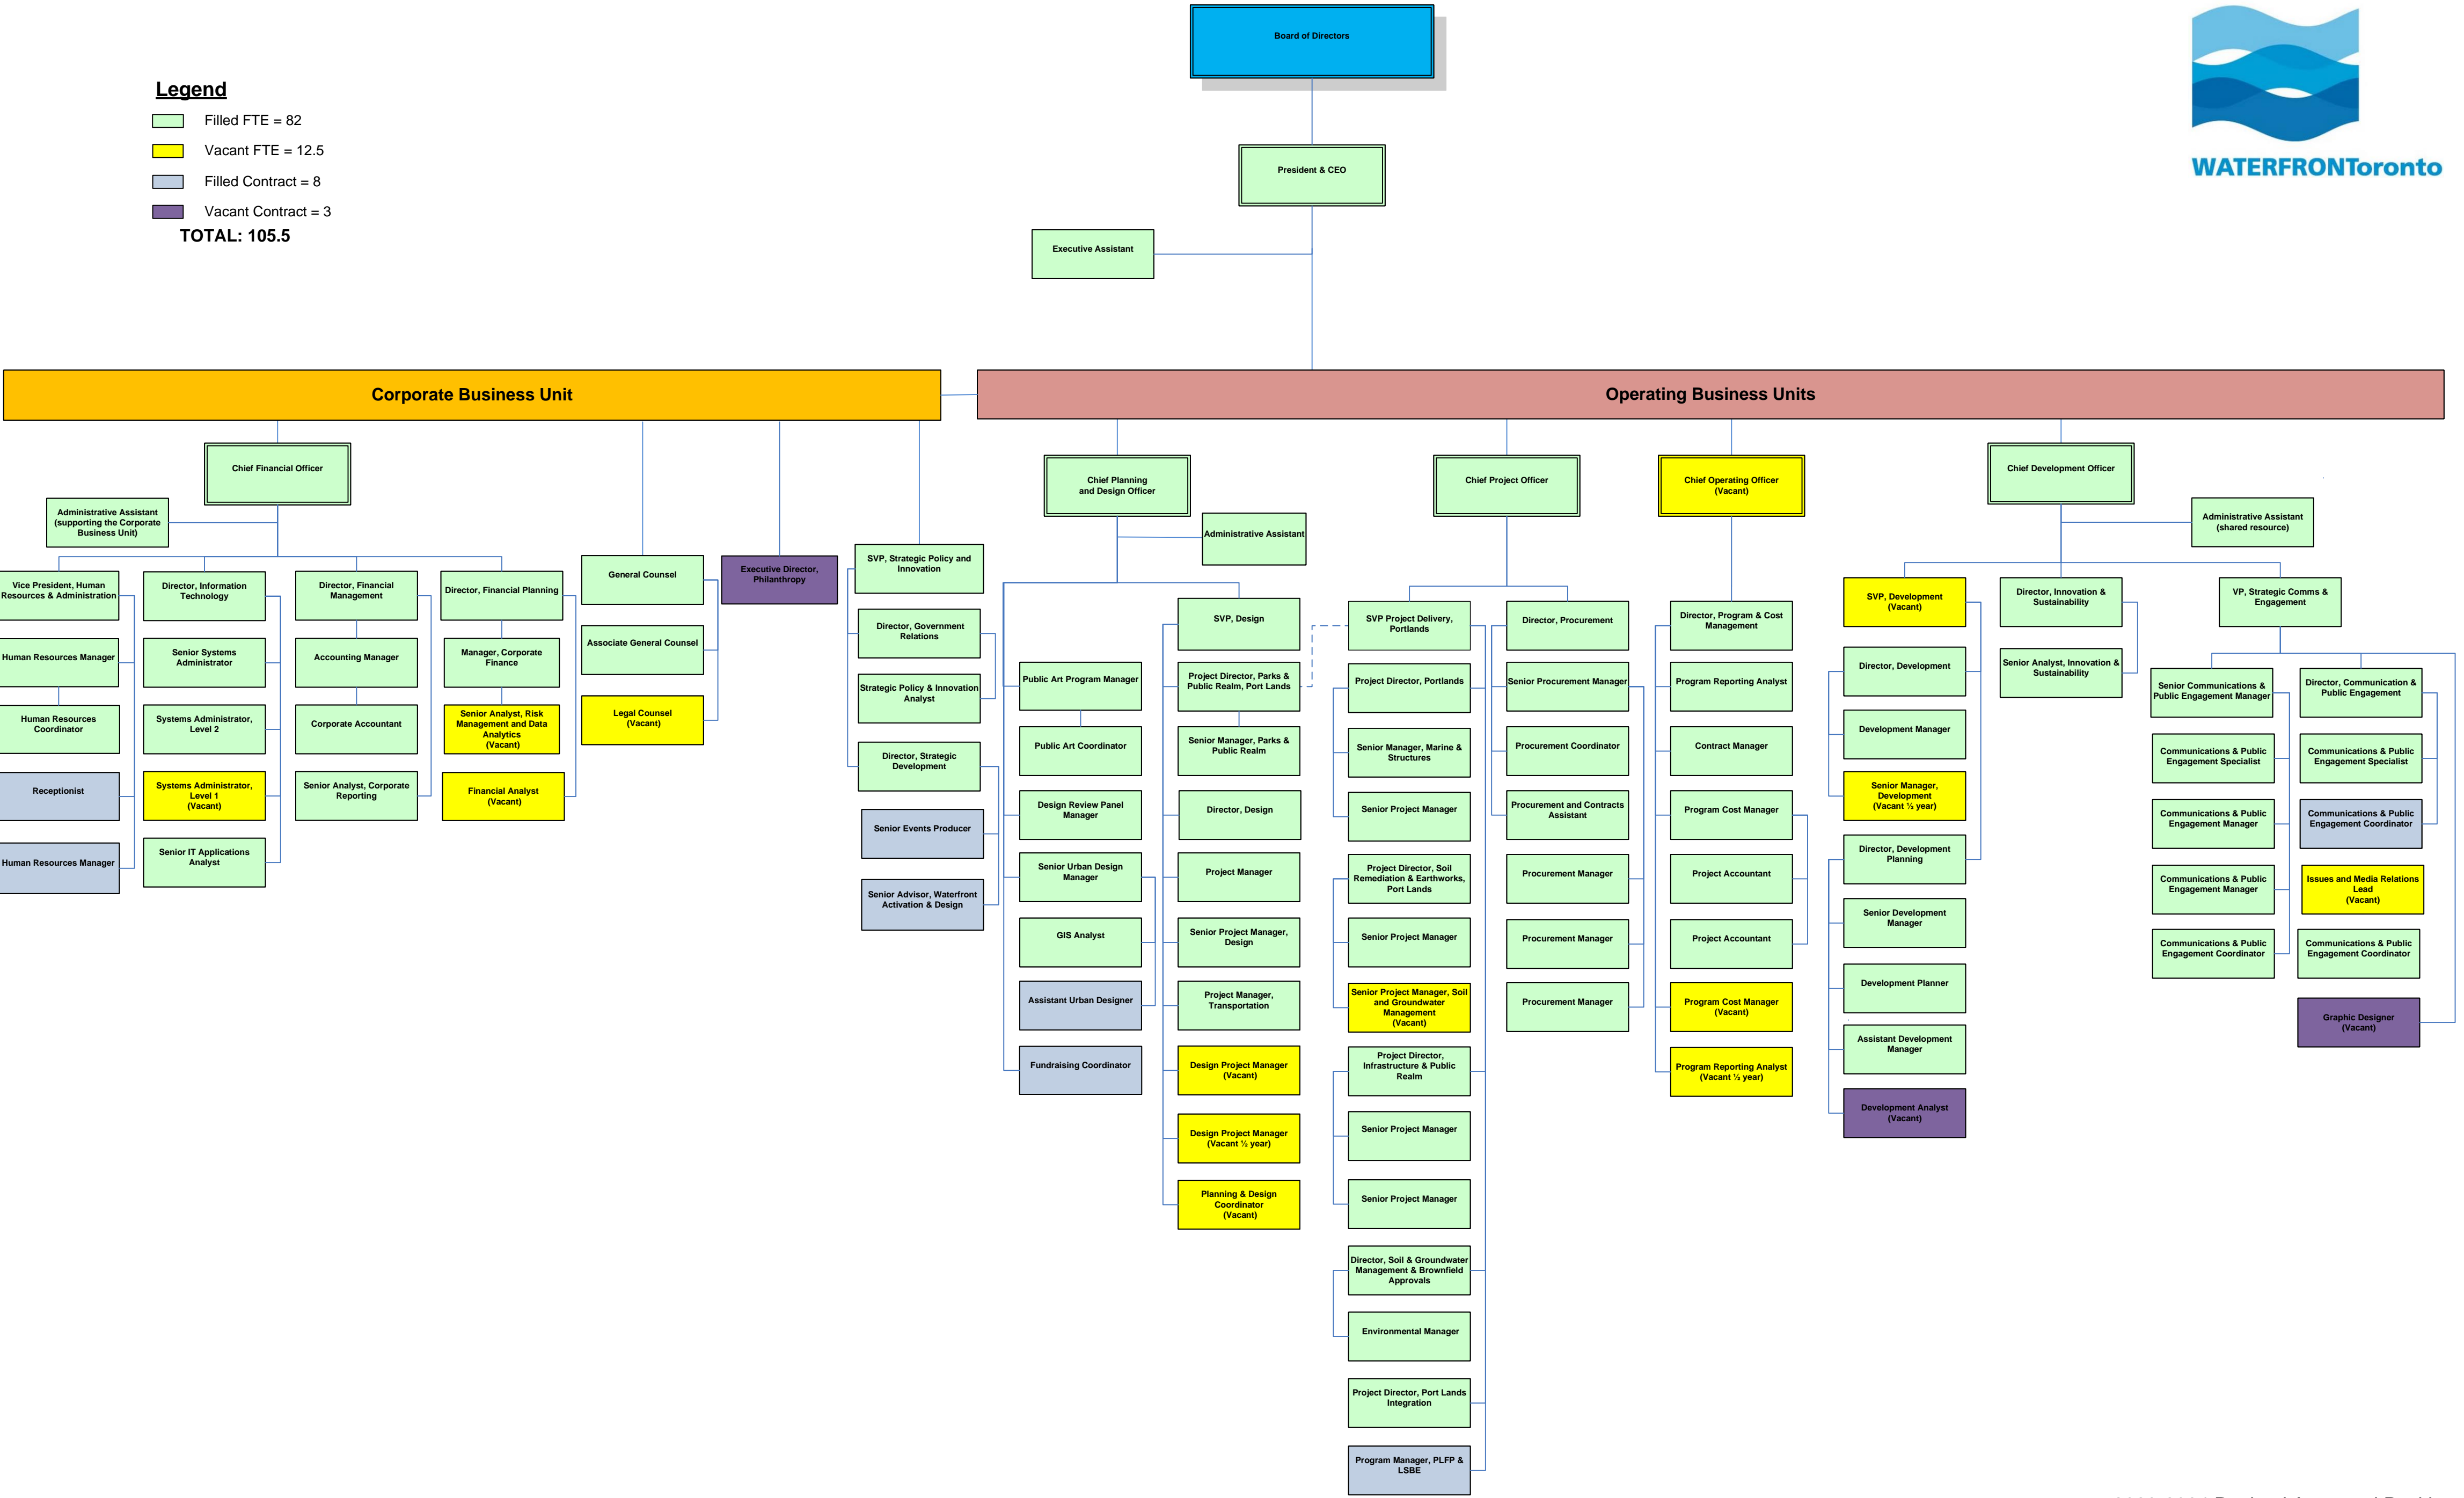 Board of Directors
WATERFRONToronto
Legend
Filled FTE = 82
Vacant FTE = 12.5
Filled Contract = 8
Vacant Contract = 3
TOTAL: 105.5
President & CEO
Executive Assistant
Corporate Business Unit
Operating Business Units
Chief Financial Officer
Administrative Assistant
(supporting the Corporate
Business Unit)
Vice President, Human
Resources & Administration
Human Resources Manager
Human Resources
Coordinator
Receptionist
Human Resources Manager
Director, Information
Technology
Senior Systems
Administrator
Systems Administrator,
Level 2
Systems Administrator,
Level 1
(Vacant)
Senior IT Applications
Analyst
Director, Financial
Management
Accounting Manager
Corporate Accountant
Senior Analyst, Corporate
Reporting
Director, Financial Planning
Manager, Corporate
Finance
Senior Analyst, Risk
Management and Data
Analytics
(Vacant)
Financial Analyst
(Vacant)
General Counsel
Associate General Counsel
Legal Counsel
(Vacant)
Executive Director,
Philanthropy
SVP, Strategic Policy and
Innovation
Director, Government
Relations
Strategic Policy & Innovation
Analyst
Director, Strategic
Development
Senior Events Producer
Senior Advisor, Waterfront
Activation & Design
Chief Planning
and Design Officer
Administrative Assistant
Public Art Program Manager
Public Art Coordinator
Design Review Panel
Manager
Senior Urban Design
Manager
GIS Analyst
Assistant Urban Designer
Fundraising Coordinator
SVP, Design
Project Director, Parks &
Public Realm, Port Lands
Senior Manager, Parks &
Public Realm
Director, Design
Project Manager
Senior Project Manager,
Design
Project Manager,
Transportation
Design Project Manager
(Vacant)
Design Project Manager
(Vacant ½ year)
Planning & Design
Coordinator
(Vacant)
Chief Project Officer
SVP Project Delivery,
Portlands
Project Director, Portlands
Senior Manager, Marine &
Structures
Senior Project Manager
Project Director, Soil
Remediation & Earthworks,
Port Lands
Senior Project Manager
Senior Project Manager, Soil
and Groundwater
Management
(Vacant)
Project Director,
Infrastructure & Public
Realm
Senior Project Manager
Senior Project Manager
Director, Soil & Groundwater
Management & Brownfield
Approvals
Environmental Manager
Project Director, Port Lands
Integration
Program Manager, PLFP &
LSBE
Director, Procurement
Senior Procurement Manager
Procurement Coordinator
Procurement and Contracts
Assistant
Procurement Manager
Procurement Manager
Procurement Manager
Chief Operating Officer
(Vacant)
Director, Program & Cost
Management
Program Reporting Analyst
Contract Manager
Program Cost Manager
Project Accountant
Project Accountant
Program Cost Manager
(Vacant)
Program Reporting Analyst
(Vacant ½ year)
Chief Development Officer
Administrative Assistant
(shared resource)
SVP, Development
(Vacant)
Director, Development
Development Manager
Senior Manager,
Development
(Vacant ½ year)
Director, Development
Planning
Senior Development
Manager
Development Planner
Assistant Development
Manager
Development Analyst
(Vacant)
Director, Innovation &
Sustainability
Senior Analyst, Innovation &
Sustainability
VP, Strategic Comms &
Engagement
Senior Communications &
Public Engagement Manager
Communications & Public
Engagement Specialist
Communications & Public
Engagement Manager
Communications & Public
Engagement Manager
Communications & Public
Engagement Coordinator
Director, Communication &
Public Engagement
Communications & Public
Engagement Specialist
Communications & Public
Engagement Coordinator
Issues and Media Relations
Lead
(Vacant)
Communications & Public
Engagement Coordinator
Graphic Designer
(Vacant)